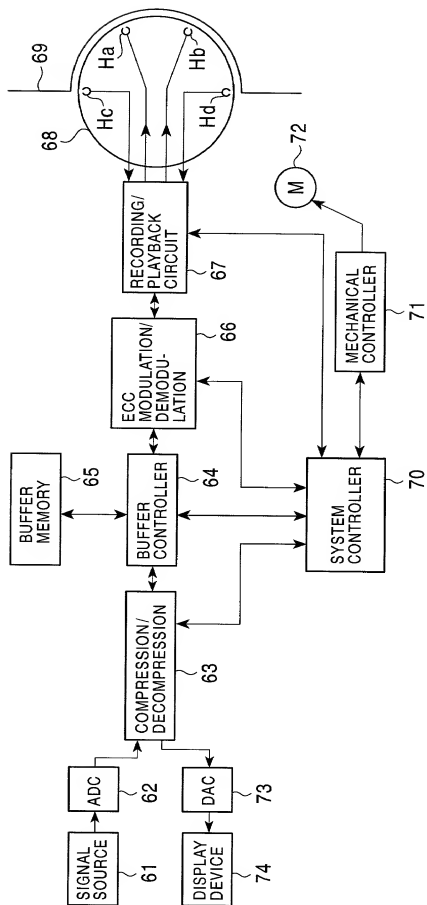 SIGNAL
SOURCE
61
ADC
62
COMPRESSION/
DECOMPRESSION
63
BUFFER
MEMORY
65
BUFFER
CONTROLLER
64
ECC
MODULATION/
DEMODU-
LATION
66
RECORDING/
PLAYBACK
CIRCUIT
67
68
69
Hc
Ha
Hb
Hd
72
M
MECHANICAL
CONTROLLER
71
SYSTEM
CONTROLLER
70
DAC
73
DISPLAY
DEVICE
74